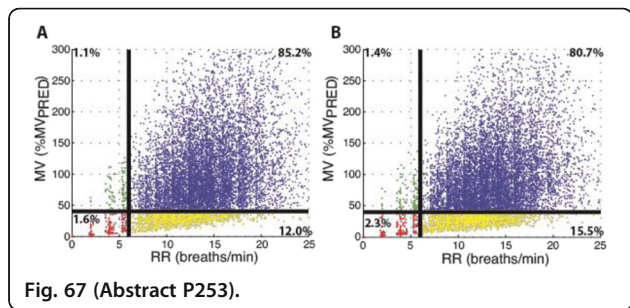 A
B
1.1%
85.2%
1.4%
80.7%
300
250
200
150
100
50
0
MV (%MVPRED)
1.6%
12.0%
0 5 10 15 20 25
RR (breaths/min)
300
250
200
150
100
50
0
MV (%MVPRED)
2.3%
15.5%
0 5 10 15 20 25
RR (breaths/min)
Fig. 67 (Abstract P253).